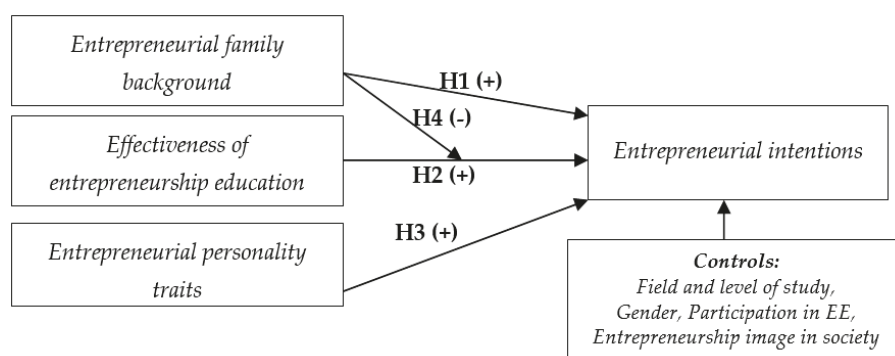 Entrepreneurial family
background
H1 (+)
H4 (-)
Effectiveness of
entrepreneurship education
H2 (+)
Entrepreneurial intentions
Entrepreneurial personality
traits
H3 (+)
Controls:
Field and level of study,
Gender, Participation in EE,
Entrepreneurship image in society